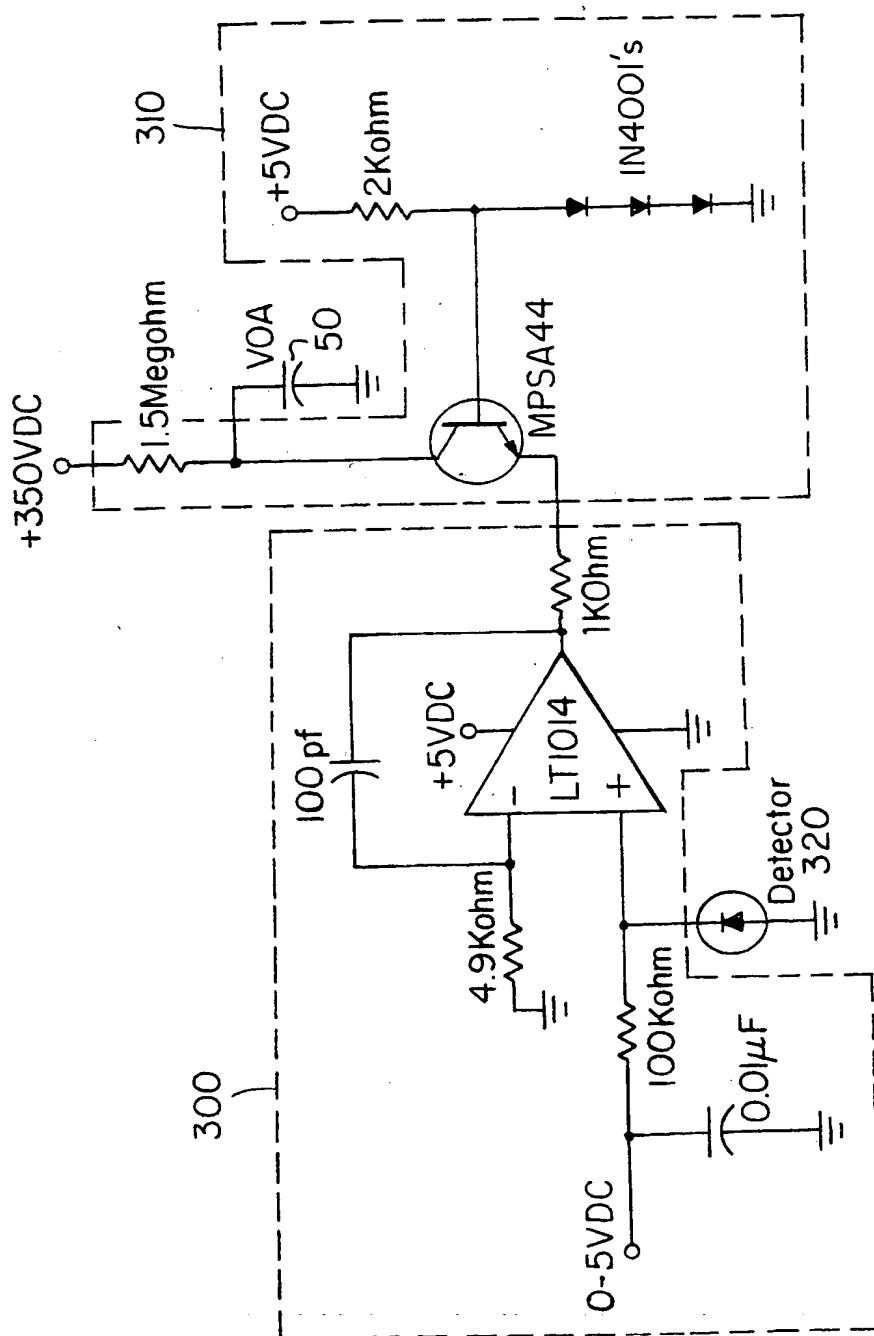 310
+350VDC
1.5Megohm
VOA
50
+5VDC
2Kohm
MPSA44
IN4001's
300
100pf
+5VDC
LT1014
-
+
1KOhm
4.9Kohm
100Kohm
0-5VDC
0.01µF
Detector
320